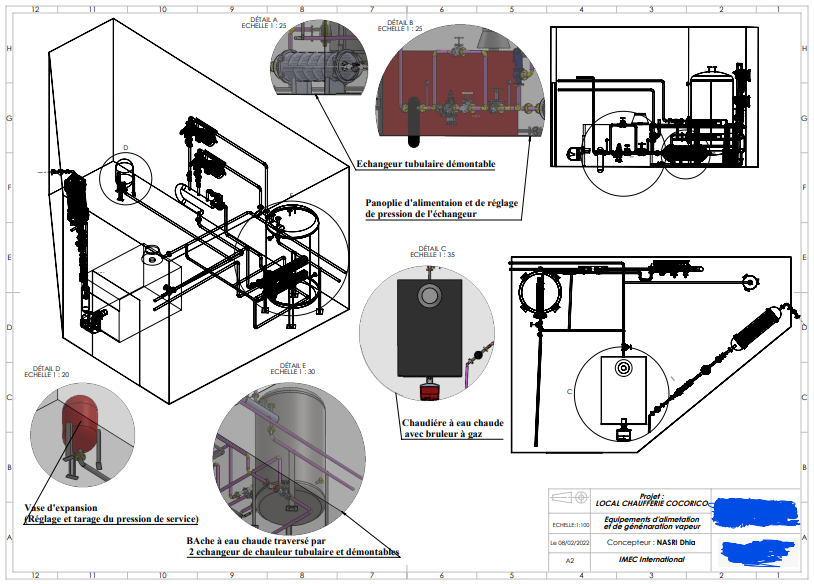 12 11 10 9 8 7 6 5 4 3 2 1
H
H
G
G
F
F
E
E
D
D
C
C
B
B
A
A
DÉTAIL A
ECHELLE 1 : 25
DÉTAIL B
ECHELLE 1 : 25
Echangeur tubulaire démontable
Panoplie d'alimentaion et de réglage
de pression de l'échangeur
D
E
DÉTAIL C
ECHELLE 1 : 35
C
Chaudiére à eau chaude
avec bruleur à gaz
DÉTAIL D
ECHELLE 1 : 20
Vase d'expansion
(Réglage et tarage du pression de service)
DÉTAIL E
ECHELLE 1 : 30
BAche à eau chaude traversé par
2 echangeur de chauleur tubulaire et démontables
Projet :
LOCAL CHAUFFERIE COCORICO
ECHELLE:1:100
Equipements d'alimetation
et de génénaration vapeur
Le 08/02/2022
Concepteur : NASRI Dhia
A2
IMEC International
12 11 10 9 8 7 6 5 4 3 2 1